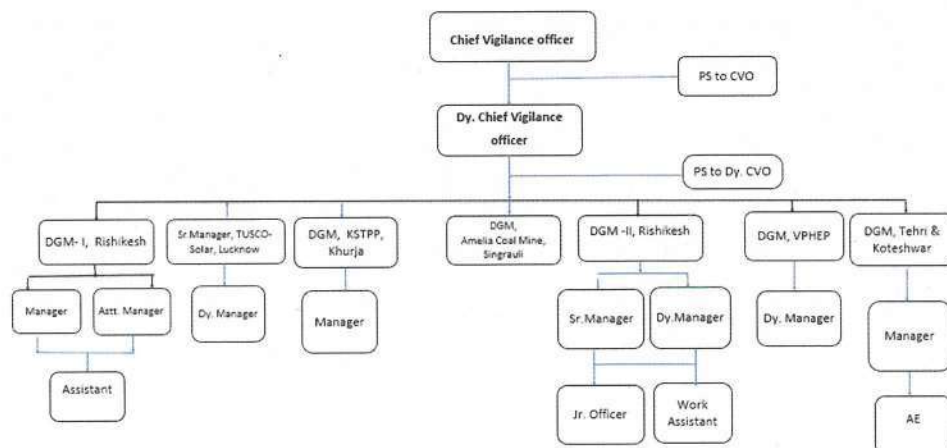 Chief Vigilance officer
PS to CVO
Dy. Chief Vigilance
officer
PS to Dy. CVO
DGM- I, Rishikesh
Sr.Manager, TUSCO-
Solar, Lucknow
DGM, KSTPP,
Khurja
DGM,
Amelia Coal Mine,
Singrauli
DGM -II, Rishikesh
DGM, VPHEP
DGM, Tehri &
Koteshwar
Manager
Astt. Manager
Dy. Manager
Manager
Sr.Manager
Dy.Manager
Dy. Manager
Manager
Assistant
Jr. Officer
Work
Assistant
AE